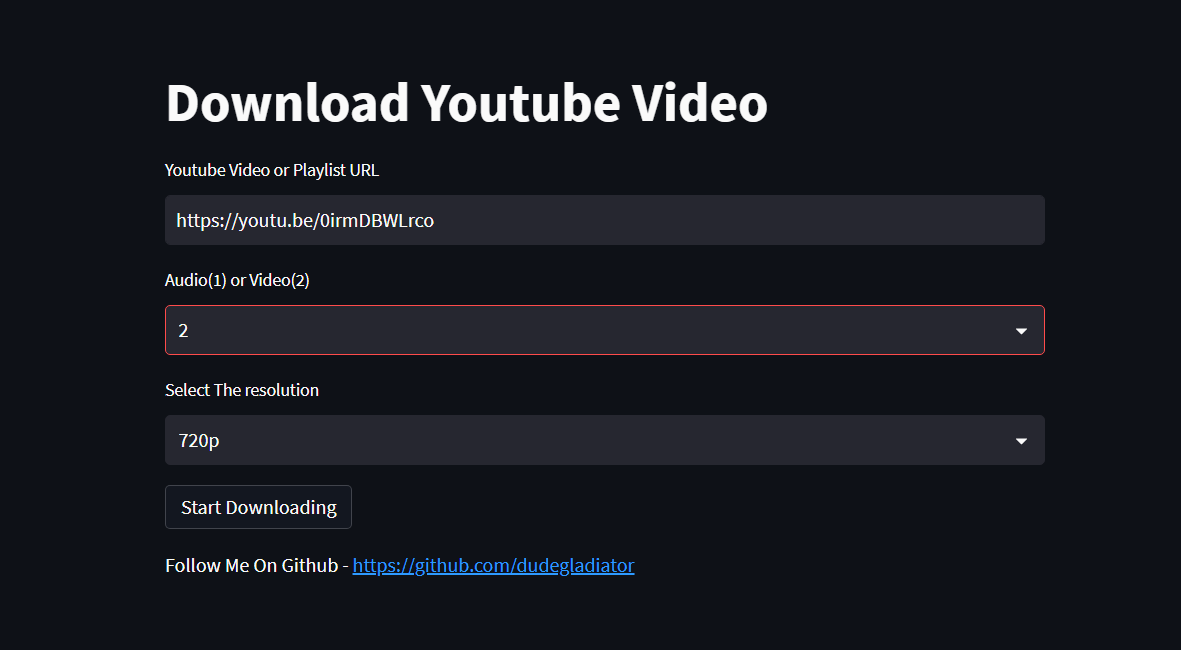 Download Youtube Video
Youtube Video or Playlist URL
https://youtu.be/0irmDBWLrco
Audio(1) or Video(2)
2
Select The resolution
720p
Start Downloading
Follow Me On Github - https://github.com/dudegladiator